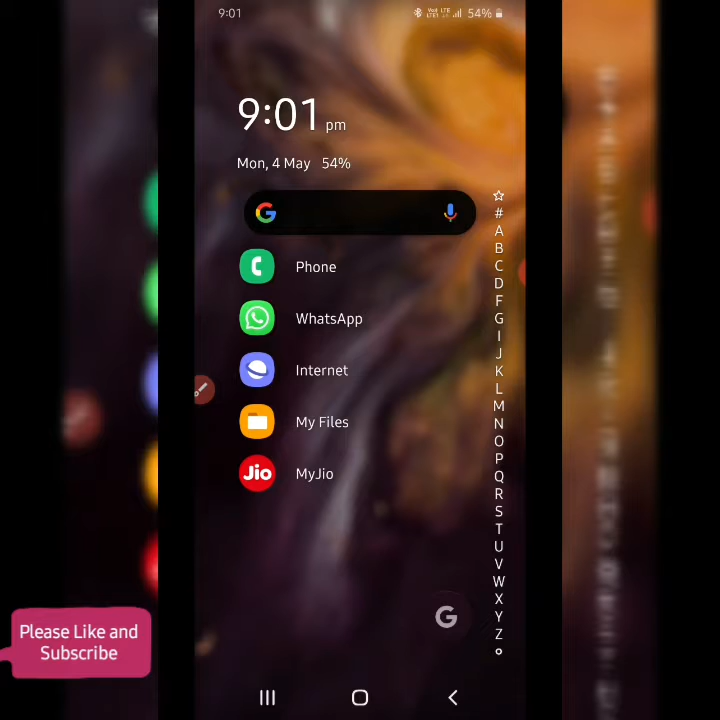 9:01
54%
9:01 pm
Mon, 4 May 54%
Phone
WhatsApp
Internet
My Files
Jio MyJio
#
A
B
C
D
F
G
I
J
K
L
M
N
O
P
Q
R
S
T
U
V
W
X
Y
Z
G
Please Like and
Subscribe